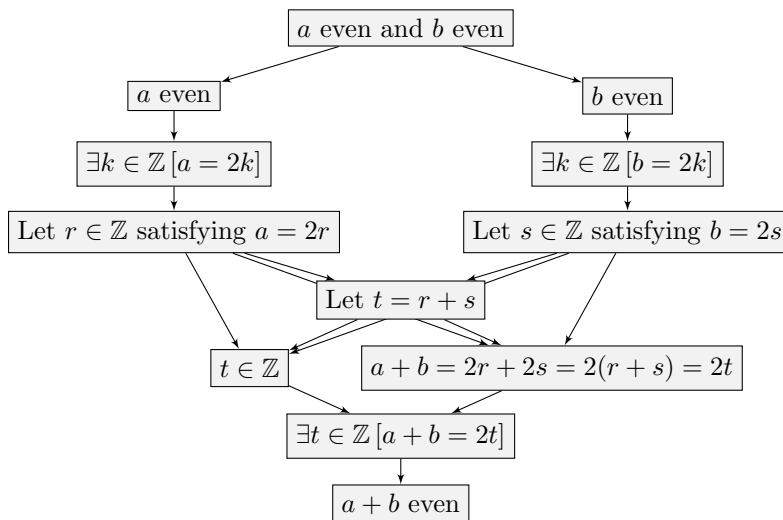 a even and b even
a even
b even
∃k ∈ ℤ [a = 2k]
∃k ∈ ℤ [b = 2k]
Let r ∈ ℤ satisfying a = 2r
Let s ∈ ℤ satisfying b = 2s
Let t = r + s
t ∈ ℤ
a + b = 2r + 2s = 2(r + s) = 2t
∃t ∈ ℤ [a + b = 2t]
a + b even